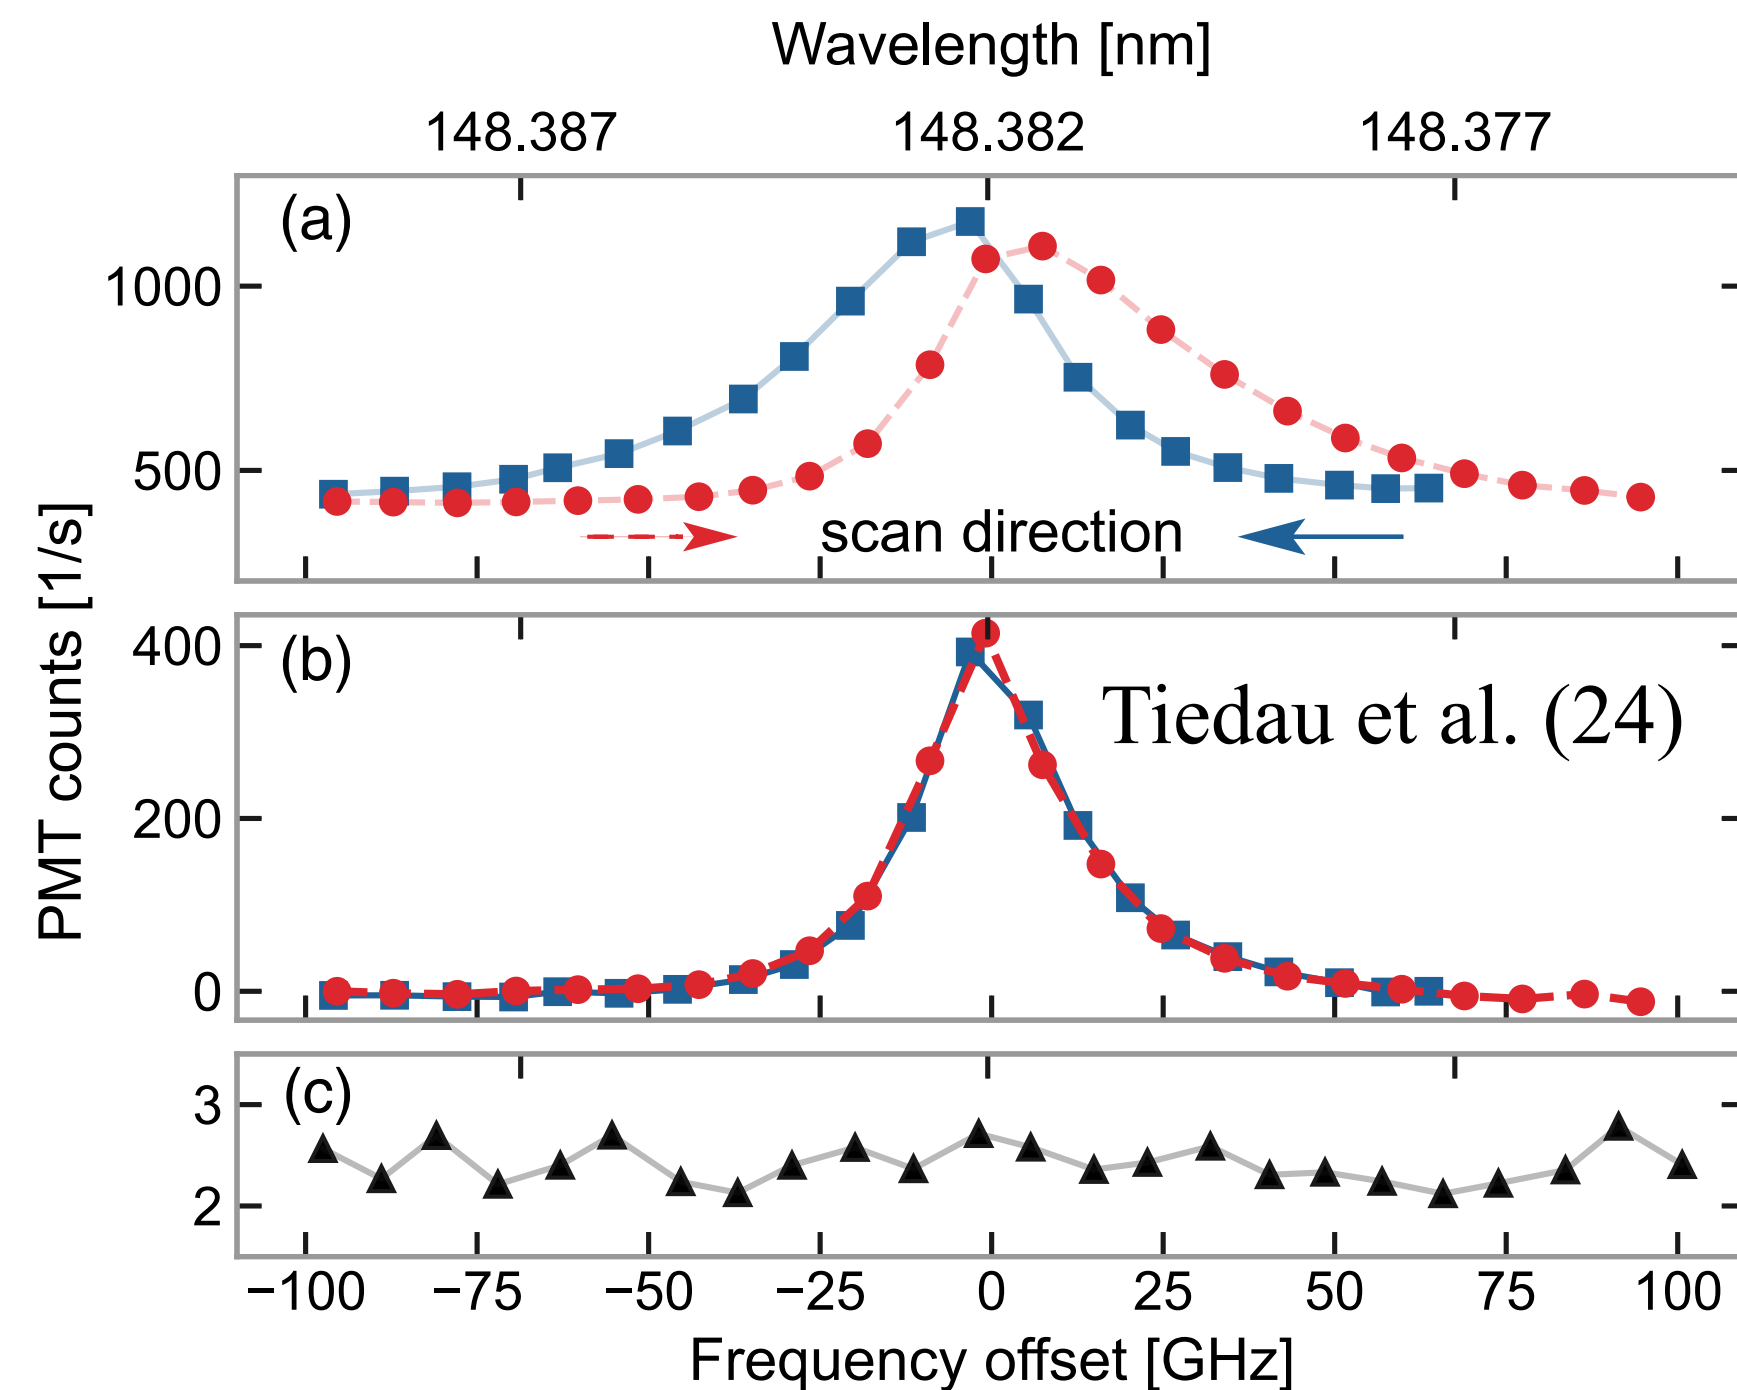 Wavelength [nm]
148.387 148.382 148.377
(a)
1000
500
scan direction
PMT counts [1/s]
(b)
400
200
0
Tiedau et al. (24)
(c)
3
2
−100 −75 −50 −25 0 25 50 75 100
Frequency offset [GHz]